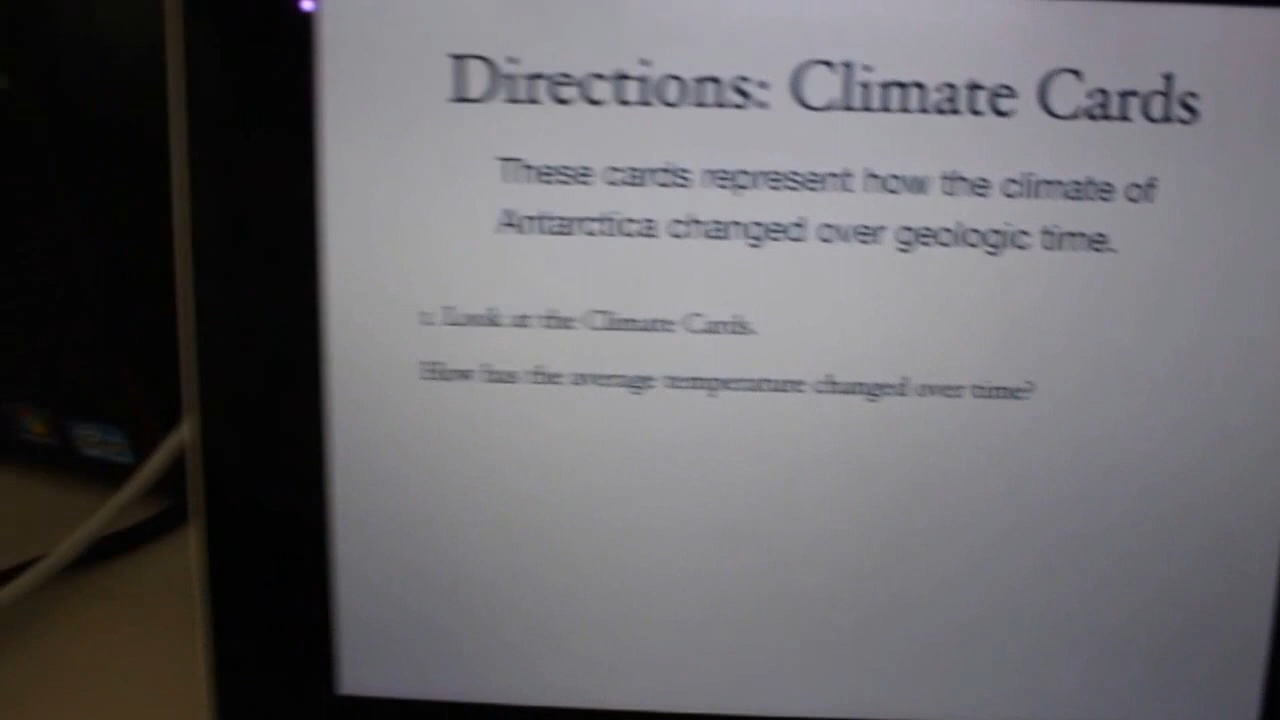 Directions: Climate Cards
These cards represent how the climate of
Antarctica changed over geologic time.
1. Look at the Climate Cards.
How has the average temperature changed over time?